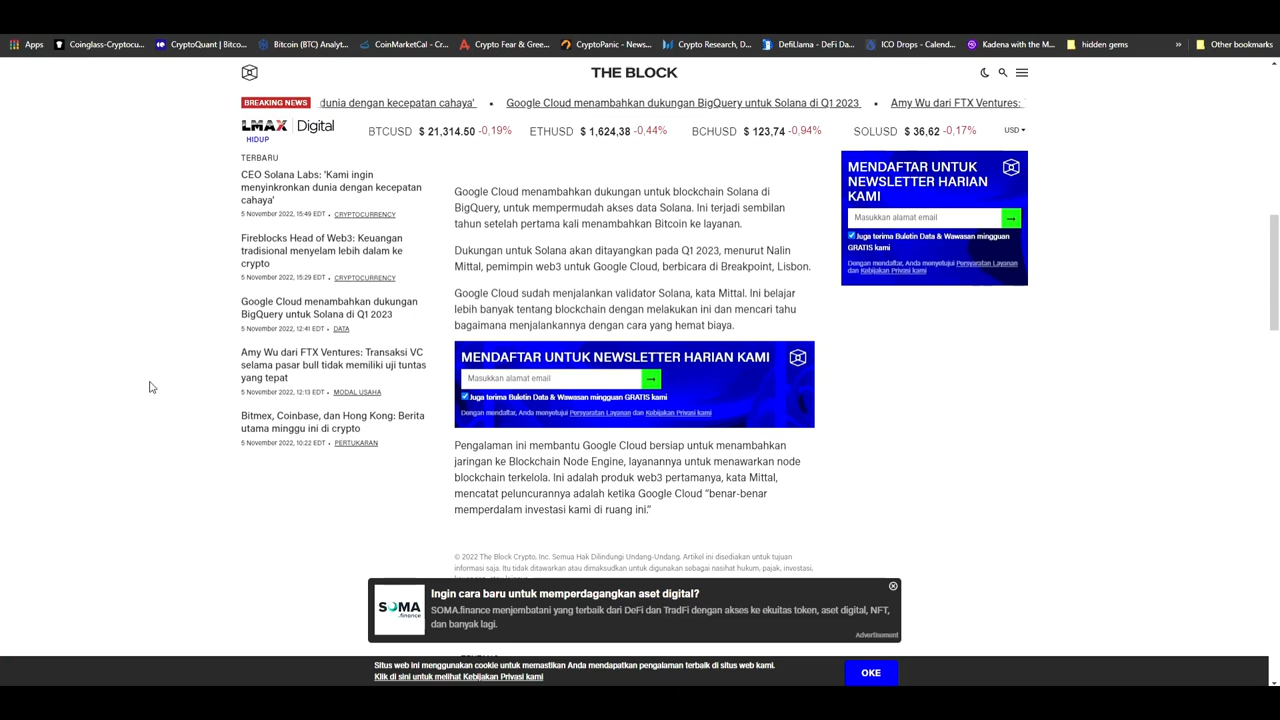 Apps Coinglass-Cryptocu... CryptoQuant | Bitco... Bitcoin (BTC) Analyt... CoinMarketCal - Cr... Crypto Fear & Gree... CryptoPanic - News... Crypto Research, D... DefiLlama - DeFi Da... ICO Drops - Calend... Kadena with the M... hidden gems » Other bookmarks
THE BLOCK
BREAKING NEWS dunia dengan kecepatan cahaya' • Google Cloud menambahkan dukungan BigQuery untuk Solana di Q1 2023 • Amy Wu dari FTX Ventures:
LMAX Digital
HIDUP
BTCUSD $ 21,314.50 -0,19% ETHUSD $ 1,624,38 -0,44% BCHUSD $ 123,74 -0,94% SOLUSD $ 36,62 -0,17% USD
TERBARU
CEO Solana Labs: 'Kami ingin
menyinkronkan dunia dengan kecepatan
cahaya'
5 November 2022, 15:49 EDT • CRYPTOCURRENCY
Fireblocks Head of Web3: Keuangan
tradisional menyelam lebih dalam ke
crypto
5 November 2022, 15:29 EDT • CRYPTOCURRENCY
Google Cloud menambahkan dukungan
BigQuery untuk Solana di Q1 2023
5 November 2022, 12:41 EDT • DATA
Amy Wu dari FTX Ventures: Transaksi VC
selama pasar bull tidak memiliki uji tuntas
yang tepat
5 November 2022, 12:13 EDT • MODAL USAHA
Bitmex, Coinbase, dan Hong Kong: Berita
utama minggu ini di crypto
5 November 2022, 10:22 EDT • PERTUKARAN
Google Cloud menambahkan dukungan untuk blockchain Solana di
BigQuery, untuk mempermudah akses data Solana. Ini terjadi sembilan
tahun setelah pertama kali menambahkan Bitcoin ke layanan.
Dukungan untuk Solana akan ditayangkan pada Q1 2023, menurut Nalin
Mittal, pemimpin web3 untuk Google Cloud, berbicara di Breakpoint, Lisbon.
Google Cloud sudah menjalankan validator Solana, kata Mittal. Ini belajar
lebih banyak tentang blockchain dengan melakukan ini dan mencari tahu
bagaimana menjalankannya dengan cara yang hemat biaya.
MENDAFTAR UNTUK NEWSLETTER HARIAN KAMI
Masukkan alamat email →
Juga terima Buletin Data & Wawasan mingguan GRATIS kami
Dengan mendaftar, Anda menyetujui Persyaratan Layanan dan Kebijakan Privasi kami
Pengalaman ini membantu Google Cloud bersiap untuk menambahkan
jaringan ke Blockchain Node Engine, layanannya untuk menawarkan node
blockchain terkelola. Ini adalah produk web3 pertamanya, kata Mittal,
mencatat peluncurannya adalah ketika Google Cloud “benar-benar
memperdalam investasi kami di ruang ini.”
© 2022 The Block Crypto, Inc. Semua Hak Dilindungi Undang-Undang. Artikel ini disediakan untuk tujuan
informasi saja. Itu tidak ditawarkan atau dimaksudkan untuk digunakan sebagai nasihat hukum, pajak, investasi,
MENDAFTAR UNTUK
NEWSLETTER HARIAN
KAMI
Masukkan alamat email →
Juga terima Buletin Data & Wawasan mingguan
GRATIS kami
Dengan mendaftar, Anda menyetujui Persyaratan Layanan
dan Kebijakan Privasi kami
SOMA.finance
Ingin cara baru untuk memperdagangkan aset digital?
SOMA.finance menjembatani yang terbaik dari DeFi dan TradFi dengan akses ke ekuitas token, aset digital, NFT,
dan banyak lagi.
Advertisement
Situs web ini menggunakan cookie untuk memastikan Anda mendapatkan pengalaman terbaik di situs web kami.
Klik di sini untuk melihat Kebijakan Privasi kami
OKE